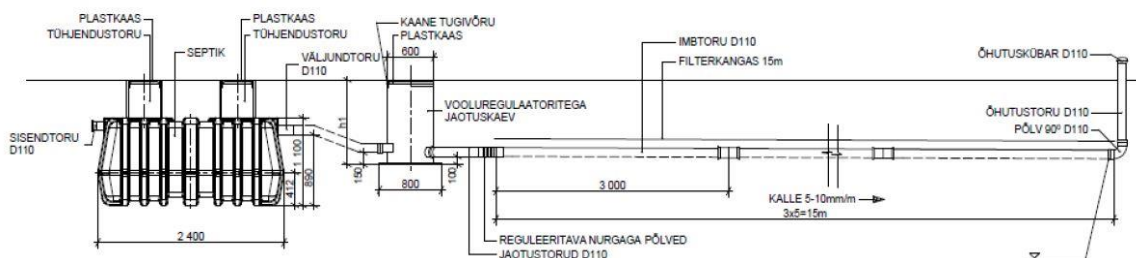 PLASTKAAS
TÜHJENDUSTORU
SEPTIK
PLASTKAAS
TÜHJENDUSTORU
VÄLJUNDTORU
D110
SISENDTORU
D110
1 100
890
412
2 400
KAANE TUGIVÕRU
PLASTKAAS
600
h1
VOOLUREGULAATORITEGA
JAOTUSKAEV
150
100
800
IMBTORU D110
FILTERKANGAS 15m
3 000
KALLE 5-10mm/m
3x5=15m
REGULEERITAVA NURGAGA PÕLVED
JAOTUSTORUD D110
ÕHUTUSKÜBAR
D110
ÕHUTUSTORU D110
PÕLV 90º D110